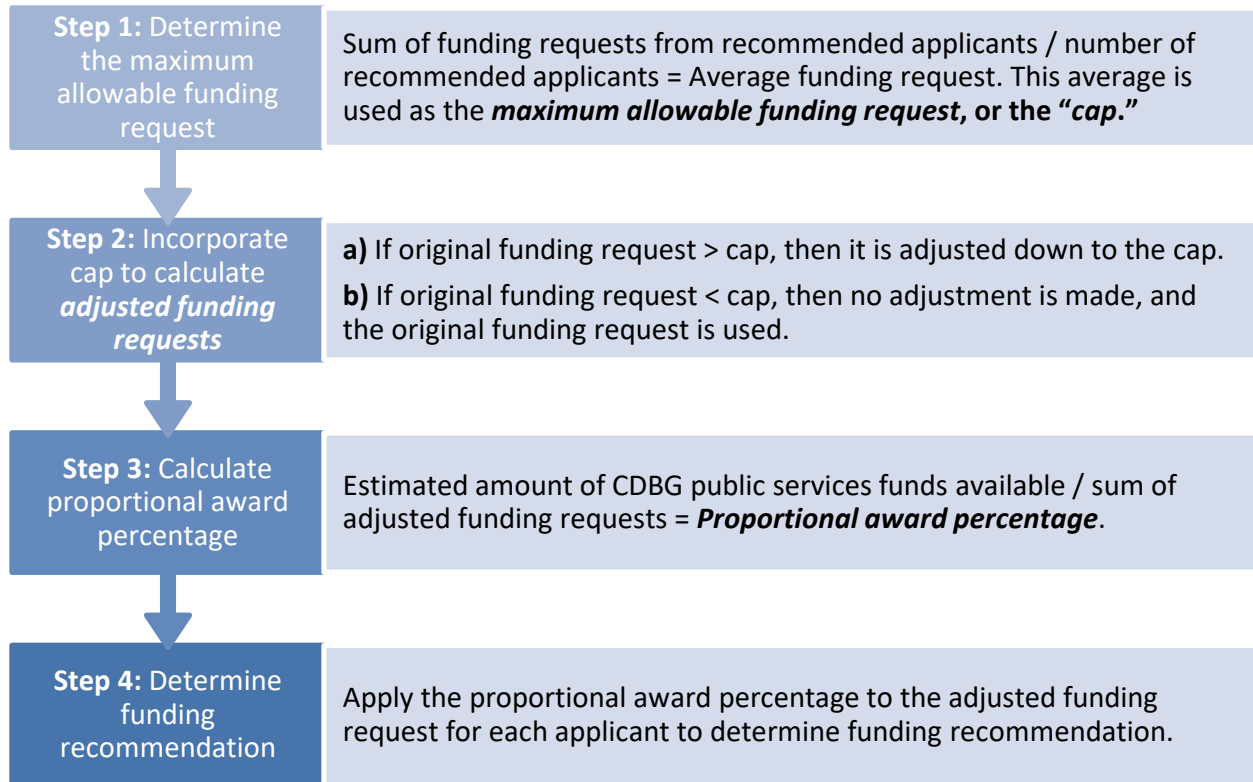 Step 1: Determine
the maximum
allowable funding
request
Sum of funding requests from recommended applicants / number of
recommended applicants = Average funding request. This average is
used as the maximum allowable funding request, or the “cap.”
Step 2: Incorporate
cap to calculate
adjusted funding
requests
a) If original funding request > cap, then it is adjusted down to the cap.
b) If original funding request < cap, then no adjustment is made, and
the original funding request is used.
Step 3: Calculate
proportional award
percentage
Estimated amount of CDBG public services funds available / sum of
adjusted funding requests = Proportional award percentage.
Step 4: Determine
funding
recommendation
Apply the proportional award percentage to the adjusted funding
request for each applicant to determine funding recommendation.